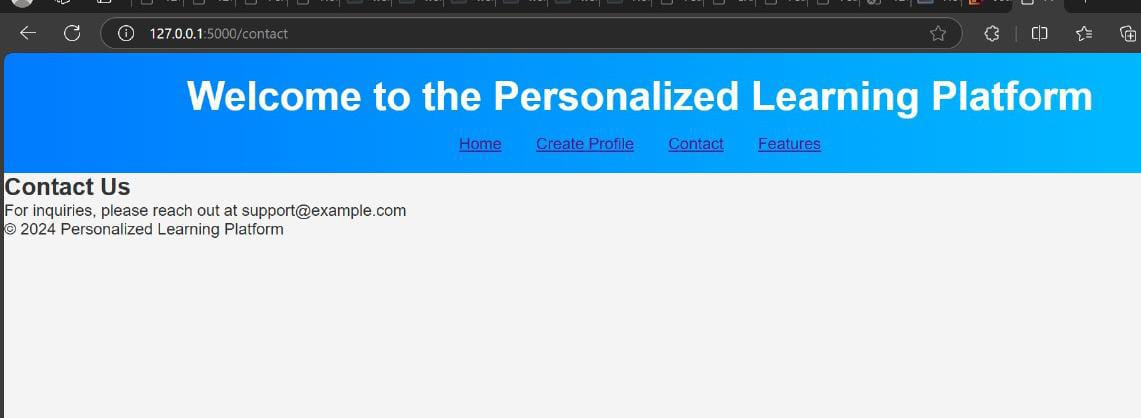 127.0.0.1:5000/contact
Welcome to the Personalized Learning Platform
Home Create Profile Contact Features
Contact Us
For inquiries, please reach out at support@example.com
© 2024 Personalized Learning Platform